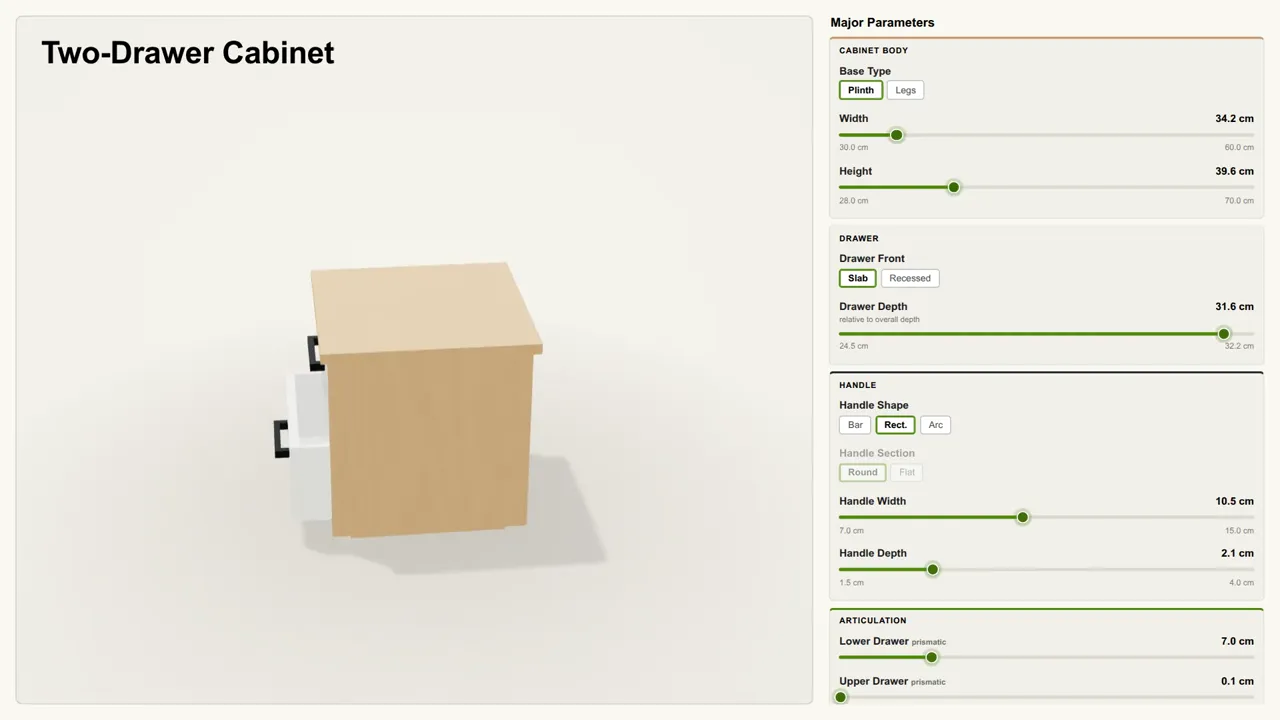 Two-Drawer Cabinet
Major Parameters
CABINET BODY
Base Type
Plinth Legs
Width 34.2 cm
30.0 cm 60.0 cm
Height 39.6 cm
28.0 cm 70.0 cm
DRAWER
Drawer Front
Slab Recessed
Drawer Depth 31.6 cm
relative to overall depth
24.5 cm 32.2 cm
HANDLE
Handle Shape
Bar Rect. Arc
Handle Section
Round Flat
Handle Width 10.5 cm
7.0 cm 15.0 cm
Handle Depth 2.1 cm
1.5 cm 4.0 cm
ARTICULATION
Lower Drawer prismatic 7.0 cm
Upper Drawer prismatic 0.1 cm